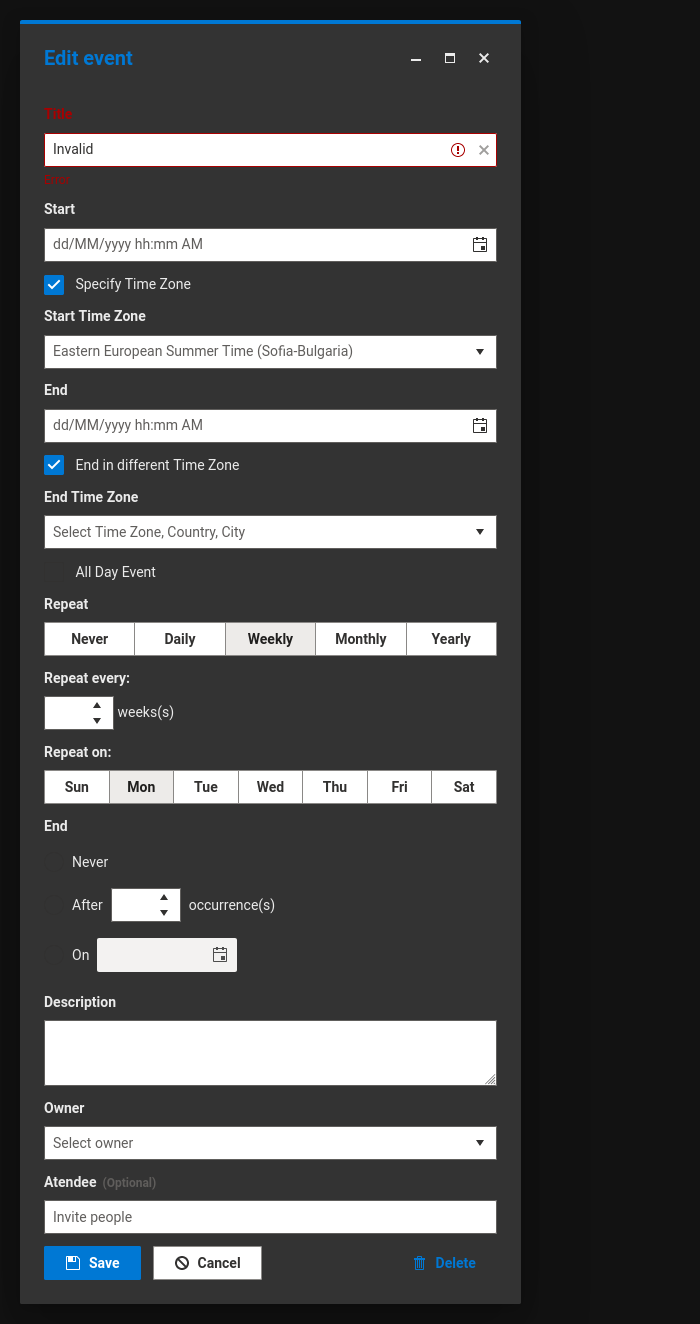 Edit event
Title
Invalid
Error
Start
dd/MM/yyyy hh:mm AM
Specify Time Zone
Start Time Zone
Eastern European Summer Time (Sofia-Bulgaria)
End
dd/MM/yyyy hh:mm AM
End in different Time Zone
End Time Zone
Select Time Zone, Country, City
All Day Event
Repeat
Never Daily Weekly Monthly Yearly
Repeat every:
weeks(s)
Repeat on:
Sun Mon Tue Wed Thu Fri Sat
End
Never
After occurrence(s)
On
Description
Owner
Select owner
Atendee (Optional)
Invite people
Save Cancel Delete